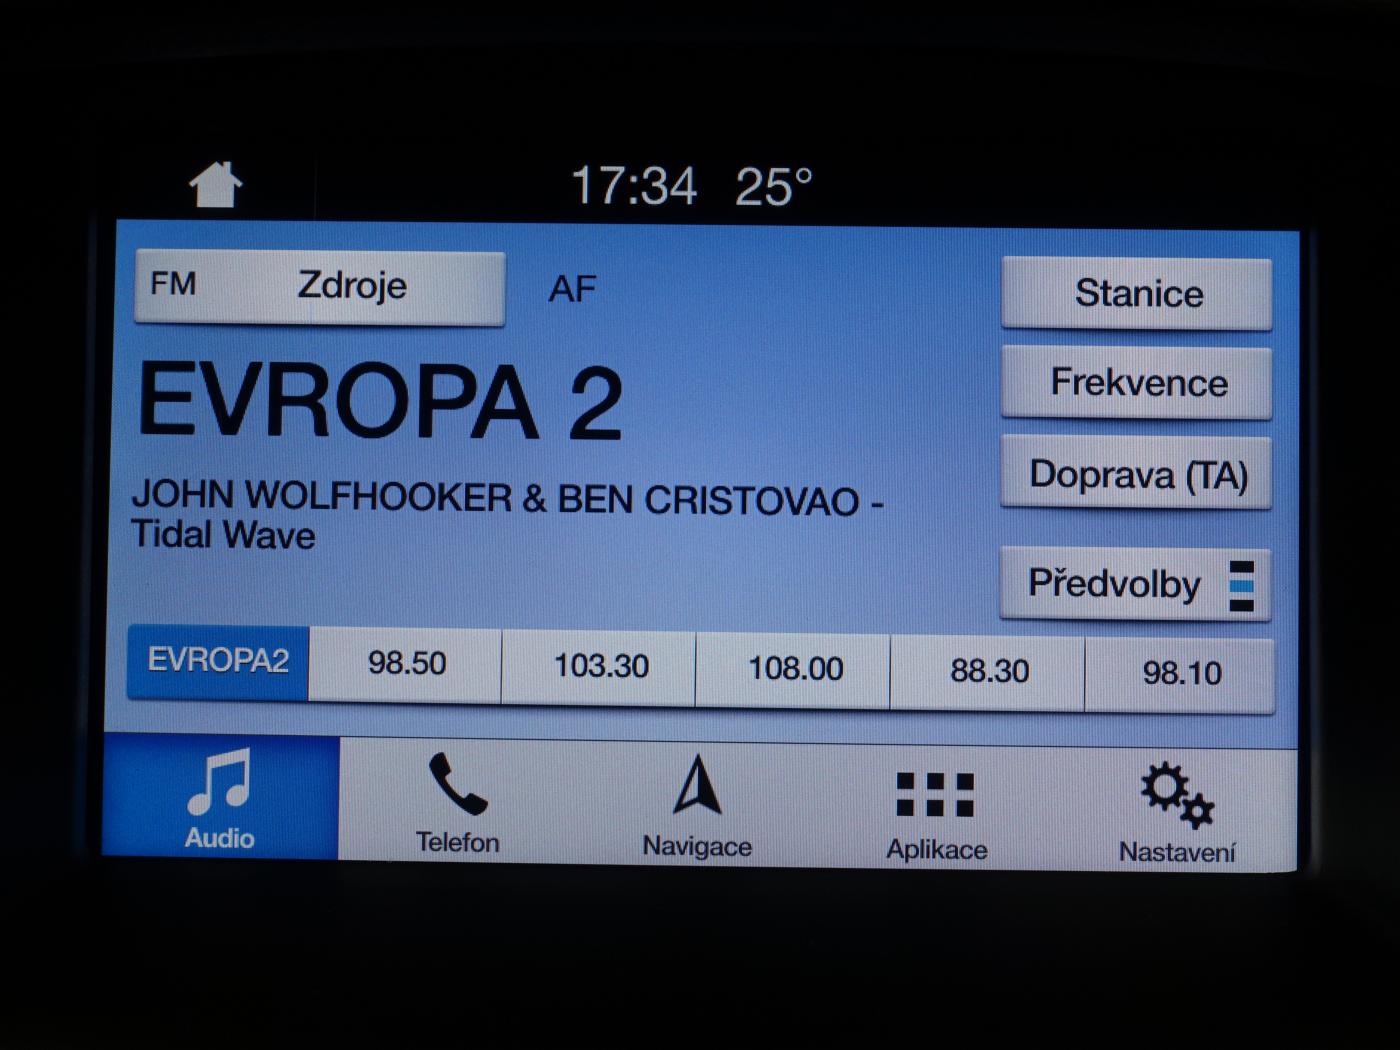 17:34 25°
FM Zdroje AF Stanice
EVROPA 2
Frekvence
JOHN WOLFHOOKER & BEN CRISTOVAO -
Tidal Wave
Doprava (TA)
Předvolby
EVROPA2 98.50 103.30 108.00 88.30 98.10
Audio Telefon Navigace Aplikace Nastavení